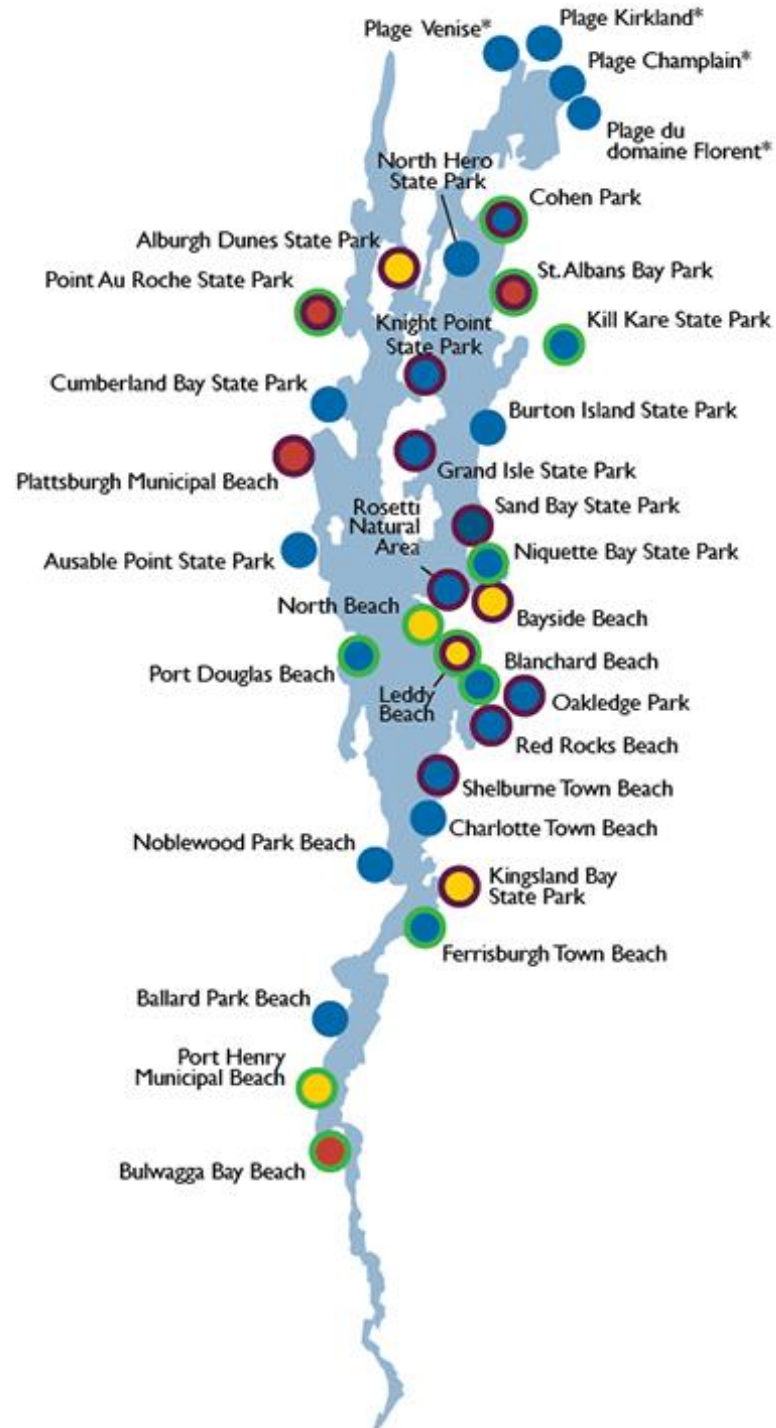 Plage Kirkland*
Plage Venise*
Plage Champlain*
Plage du
domaine Florent*
North Hero
State Park
Cohen Park
Alburgh Dunes State Park
St. Albans Bay Park
Point Au Roche State Park
Kill Kare State Park
Knight Point
State Park
Cumberland Bay State Park
Burton Island State Park
Grand Isle State Park
Plattsburgh Municipal Beach
Sand Bay State Park
Rosetti
Natural
Area
Niquette Bay State Park
Ausable Point State Park
North Beach
Bayside Beach
Port Douglas Beach
Blanchard Beach
Leddy
Beach
Oakledge Park
Red Rocks Beach
Shelburne Town Beach
Charlotte Town Beach
Noblewood Park Beach
Kingsland Bay
State Park
Ferrisburgh Town Beach
Ballard Park Beach
Port Henry
Municipal Beach
Bulwagga Bay Beach